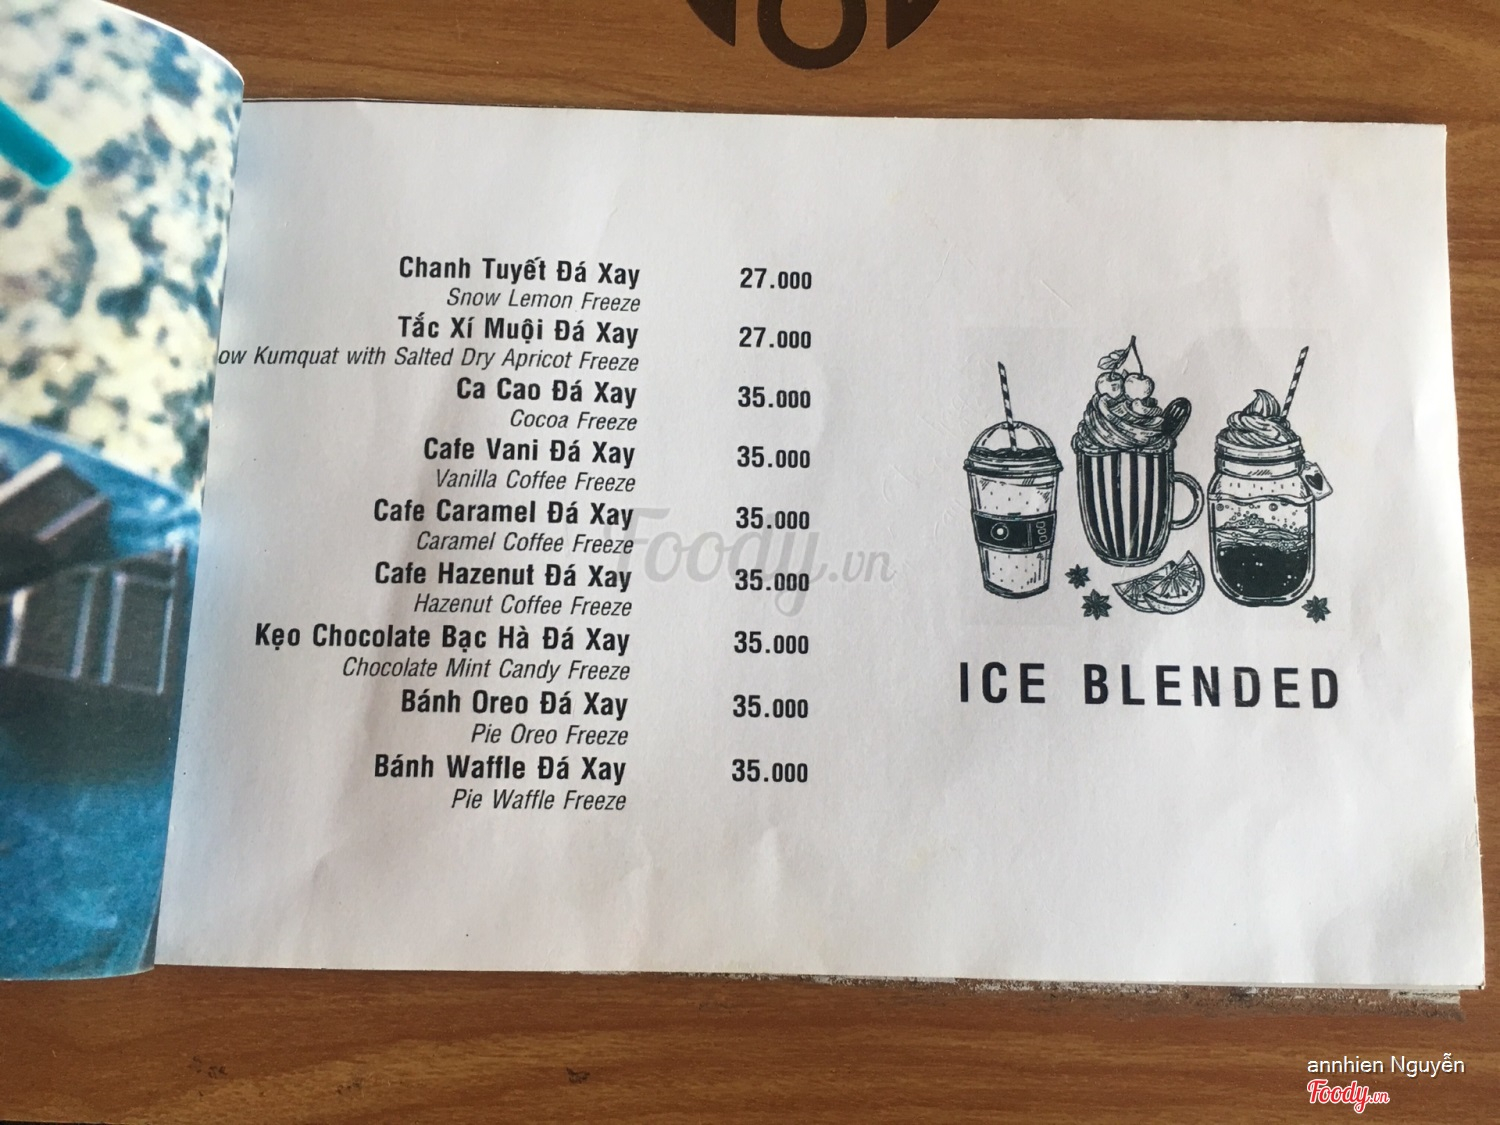 Chanh Tuyết Đá Xay 27.000
Snow Lemon Freeze
Tắc Xí Muội Đá Xay 27.000
Kumquat with Salted Dry Apricot Freeze
Ca Cao Đá Xay 35.000
Cocoa Freeze
Cafe Vani Đá Xay 35.000
Vanilla Coffee Freeze
Cafe Caramel Đá Xay 35.000
Caramel Coffee Freeze
Cafe Hazenut Đá Xay 35.000
Hazenut Coffee Freeze
Kẹo Chocolate Bạc Hà Đá Xay 35.000
Chocolate Mint Candy Freeze
Bánh Oreo Đá Xay 35.000
Pie Oreo Freeze
Bánh Waffle Đá Xay 35.000
Pie Waffle Freeze
ICE BLENDED
Foody.vn
annhien Nguyễn
Foody.vn